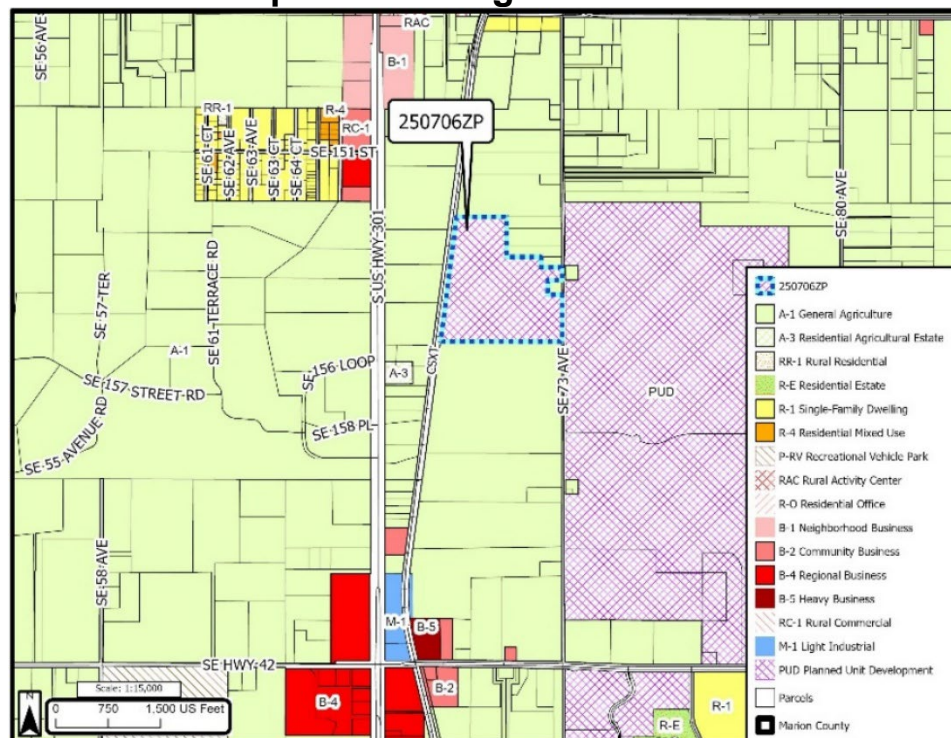 SE 56 AVE
RAC
B-1
RR-1
R-4
RC-1
250706ZP
SE 61 CT
SE 62 AVE
SE 63 AVE
SE 63 CT
SE 64 CT
SE 151 ST
S US HWY 301
SE 80 AVE
SE 57 TER
SE 61 TERRACE RD
A-1
SE 156 LOOP
A-3
CSXT
SE 73 AVE
PUD
SE 157 STREET RD
SE 158 PL
SE 55 AVENUE RD
SE 58 AVE
M-1
B-5
SE HWY 42
B-4
B-2
R-E
R-1
250706ZP
A-1 General Agriculture
A-3 Residential Agricultural Estate
RR-1 Rural Residential
R-E Residential Estate
R-1 Single-Family Dwelling
R-4 Residential Mixed Use
P-RV Recreational Vehicle Park
RAC Rural Activity Center
R-O Residential Office
B-1 Neighborhood Business
B-2 Community Business
B-4 Regional Business
B-5 Heavy Business
RC-1 Rural Commercial
M-1 Light Industrial
PUD Planned Unit Development
Parcels
Marion County
N
Scale: 1:15,000
0 750 1,500 US Feet